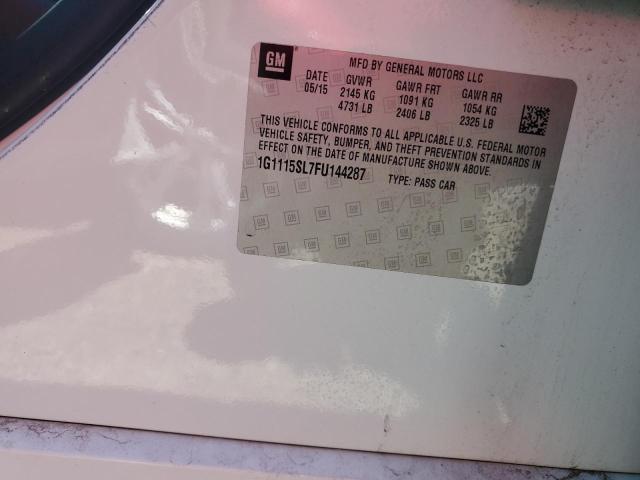 GM
MFD BY GENERAL MOTORS LLC
DATE GVWR GAWR FRT GAWR RR
05/15 2145 KG 1091 KG 1054 KG
4731 LB 2406 LB 2325 LB
THIS VEHICLE CONFORMS TO ALL APPLICABLE U.S. FEDERAL MOTOR
VEHICLE SAFETY, BUMPER, AND THEFT PREVENTION STANDARDS IN
EFFECT ON THE DATE OF MANUFACTURE SHOWN ABOVE.
1G1115SL7FU144287 TYPE: PASS CAR